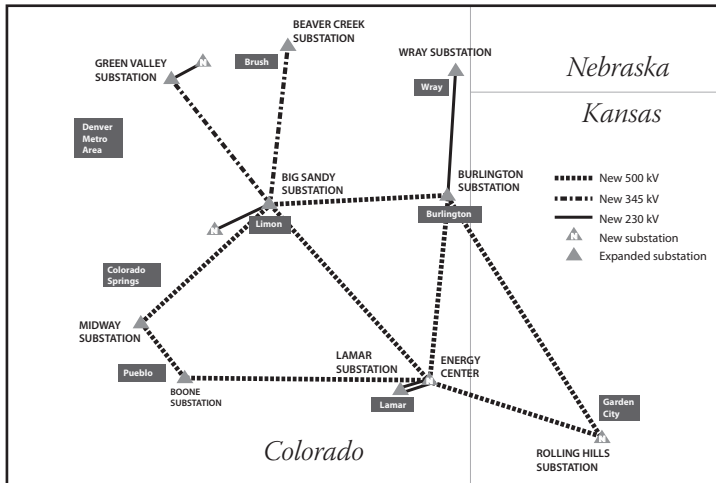 BEAVER CREEK
SUBSTATION
GREEN VALLEY
SUBSTATION
N
Brush
WRAY SUBSTATION
Wray
Nebraska
Kansas
Denver
Metro
Area
BIG SANDY
SUBSTATION
BURLINGTON
SUBSTATION
Limon
Burlington
N
New 500 kV
New 345 kV
New 230 kV
N New substation
Expanded substation
Colorado
Springs
MIDWAY
SUBSTATION
Pueblo
BOONE
SUBSTATION
LAMAR
SUBSTATION
ENERGY
CENTER
N
Lamar
Garden
City
N
ROLLING HILLS
SUBSTATION
Colorado